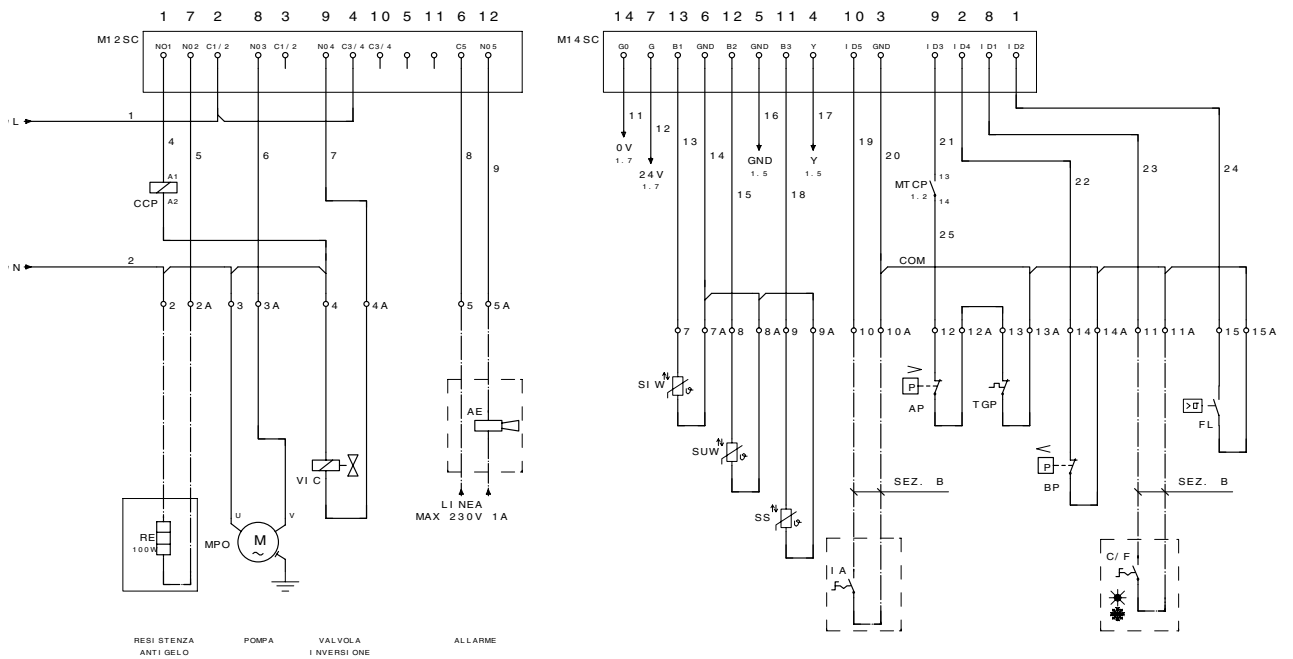 1 7 2 8 3 9 4 10 5 11 6 12
M12SC
NO1 NO2 C1/2 NO3 C1/2 NO4 C3/4 C3/4 C5 NO5
14 7 13 6 12 5 11 4 10 3 9 2 8 1
M14SC
G0 G B1 GND B2 GND B3 Y ID5 GND ID3 ID4 ID1 ID2
L
1
4 5 6 7 8 9
A1
CCP
A2
N
2
2 2A 3 3A 4 4A 5 5A
AE
VIC
LINEA
MAX 230V 1A
U V
RE
100W
MPO
M
~
RESISTENZA
ANTIGELO
POMPA
VALVOLA
INVERSIONE
ALLARME
11 12 13 14 15 16 17 18 19 20 21 22 23 24
0V
1.7
24V
1.7
GND
1.5
Y
1.5
MTCP
1.2
13
14
25
COM
7 7A 8 8A 9 9A 10 10A 12 12A 13 13A 14 14A 11 11A 15 15A
SIW
SUW
SS
>
P
AP
TGP
<
P
BP
FL
SEZ. B
SEZ. B
IA
C/F